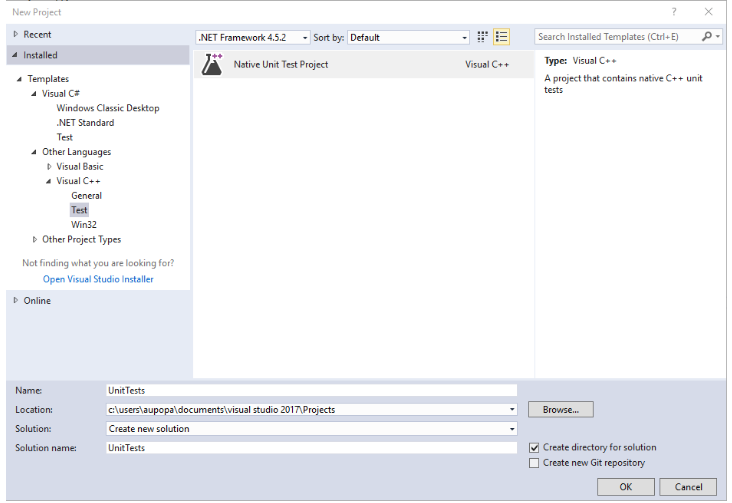 New Project
?
Recent
.NET Framework 4.5.2
Sort by:
Default
Search Installed Templates (Ctrl+E)
Installed
Templates
Visual C#
Windows Classic Desktop
.NET Standard
Test
Other Languages
Visual Basic
Visual C++
General
Test
Win32
Other Project Types
Not finding what you are looking for?
Open Visual Studio Installer
Online
Native Unit Test Project
Visual C++
Type: Visual C++
A project that contains native C++ unit
tests
Name:
UnitTests
Location:
c:\users\aupopa\documents\visual studio 2017\Projects
Browse...
Solution:
Create new solution
Solution name:
UnitTests
Create directory for solution
Create new Git repository
OK
Cancel